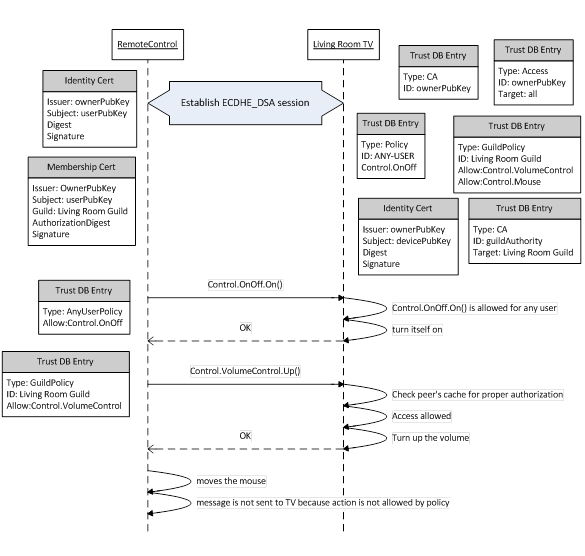 RemoteControl
Living Room TV
Identity Cert
Issuer: ownerPubKey
Subject: userPubKey
Digest
Signature
Establish ECDHE_DSA session
Trust DB Entry
Type: CA
ID: ownerPubKey
Trust DB Entry
Type: Access
ID: ownerPubKey
Target: all
Trust DB Entry
Type: Policy
ID: ANY-USER
Control.OnOff
Trust DB Entry
Type: GuildPolicy
ID: Living Room Guild
Allow:Control.VolumeControl
Allow:Control.Mouse
Membership Cert
Issuer: OwnerPubKey
Subject: userPubKey
Guild: Living Room Guild
AuthorizationDigest
Signature
Identity Cert
Issuer: ownerPubKey
Subject: devicePubKey
Digest
Signature
Trust DB Entry
Type: CA
ID: guildAuthority
Target: Living Room Guild
Trust DB Entry
Type: AnyUserPolicy
Allow:Control.OnOff
Control.OnOff.On()
Control.OnOff.On() is allowed for any user
OK
turn itself on
Trust DB Entry
Type: GuildPolicy
ID: Living Room Guild
Allow:Control.VolumeControl
Control.VolumeControl.Up()
Check peer's cache for proper authorization
Access allowed
OK
Turn up the volume
moves the mouse
message is not sent to TV because action is not allowed by policy